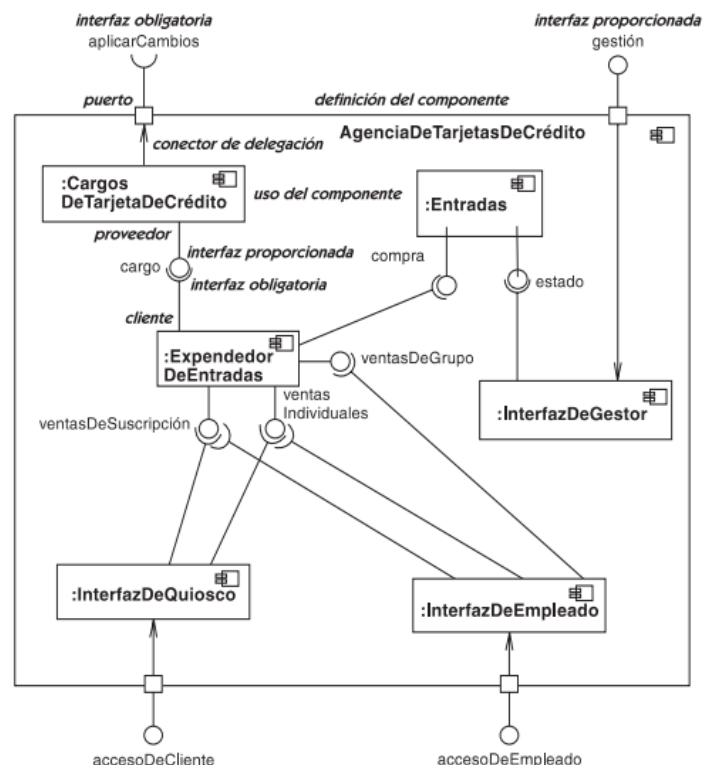 interfaz obligatoria
aplicarCambios
interfaz proporcionada
gestión
puerto
definición del componente
AgenciaDeTarjetasDeCrédito
conector de delegación
:Cargos
DeTarjetaDeCrédito
uso del componente
:Entradas
proveedor
interfaz proporcionada
cargo
compra
estado
interfaz obligatoria
cliente
:Expendedor
DeEntradas
ventasDeGrupo
ventas
Individuales
ventasDeSuscripción
:InterfazDeGestor
:InterfazDeQuiosco
:InterfazDeEmpleado
accesoDeCliente
accesoDeEmpleado